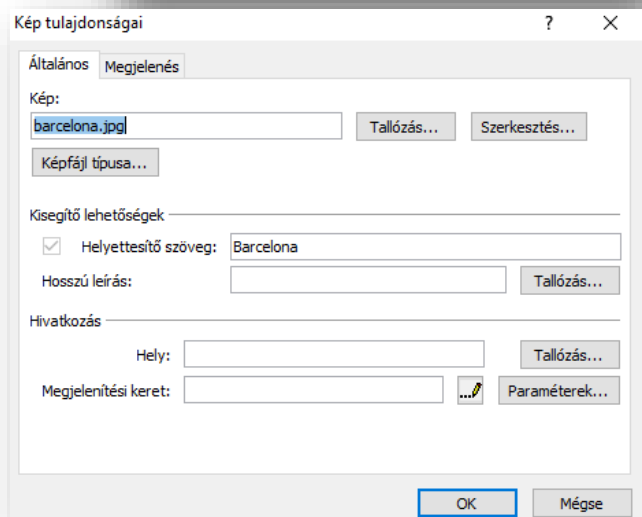 Kép tulajdonságai ? ×
Általános Megjelenés
Kép:
barcelona.jpg Tallózás... Szerkesztés...
Képfájl típusa...
Kisegítő lehetőségek
Helyettesítő szöveg: Barcelona
Hosszú leírás: Tallózás...
Hivatkozás
Hely: Tallózás...
Megjelenítési keret: ... Paraméterek...
OK Mégse